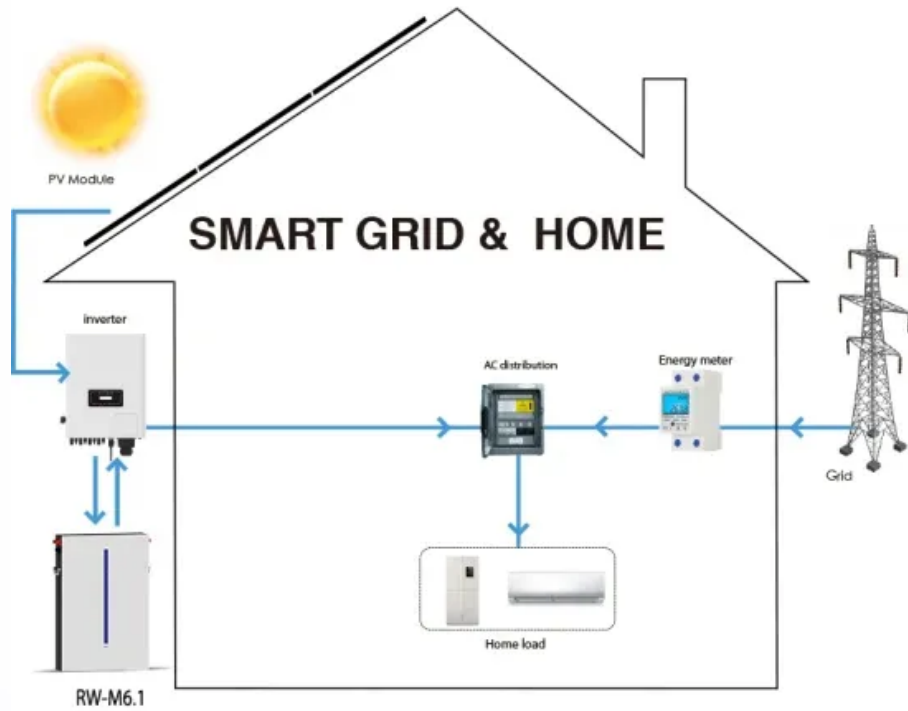 PV Module
SMART GRID & HOME
inverter
AC distribution
Energy meter
Grid
Home load
RW-M6.1